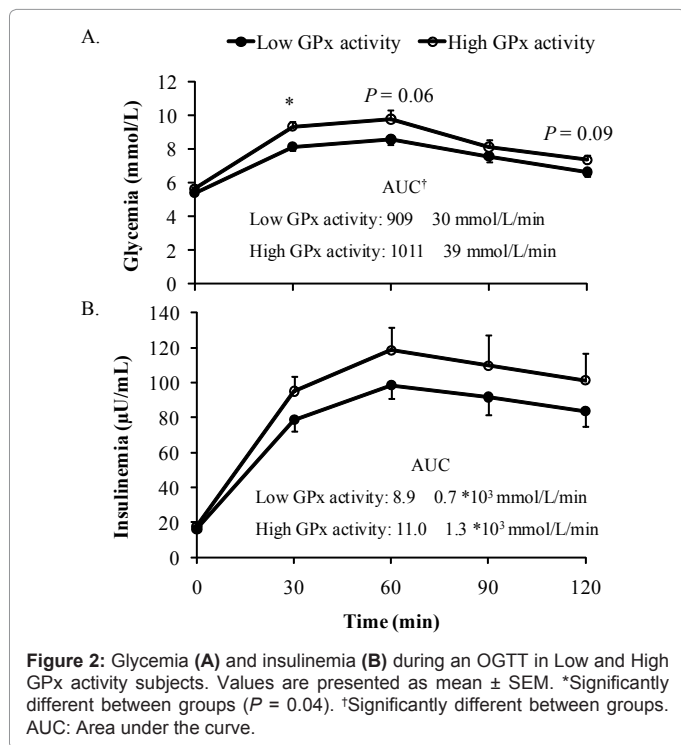 A.
Low GPx activity High GPx activity
12
10
8
6
4
2
0
Glycemia (mmol/L)
*
P = 0.06
P = 0.09
AUC†
Low GPx activity: 909 30 mmol/L/min
High GPx activity: 1011 39 mmol/L/min
B.
140
120
100
80
60
40
20
0
Insulinemia (µU/mL)
AUC
Low GPx activity: 8.9 0.7 *10³ mmol/L/min
High GPx activity: 11.0 1.3 *10³ mmol/L/min
0 30 60 90 120
Time (min)
Figure 2: Glycemia (A) and insulinemia (B) during an OGTT in Low and High
GPx activity subjects. Values are presented as mean ± SEM. *Significantly
different between groups (P = 0.04). †Significantly different between groups.
AUC: Area under the curve.